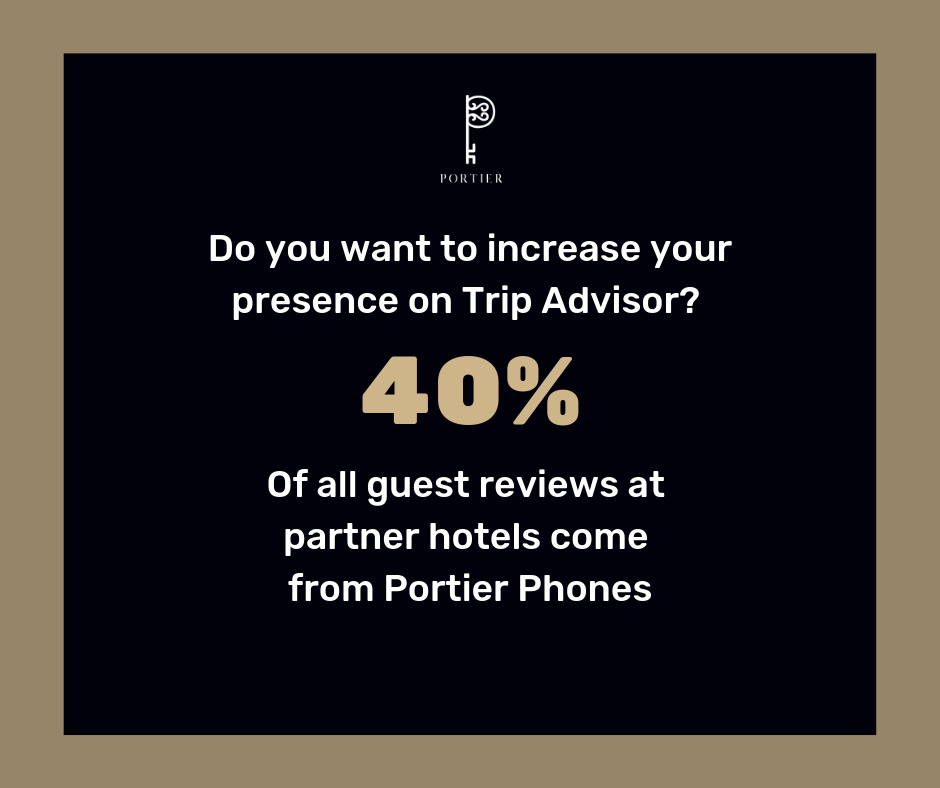 PORTIER
Do you want to increase your
presence on Trip Advisor?
40%
Of all guest reviews at
partner hotels come
from Portier Phones